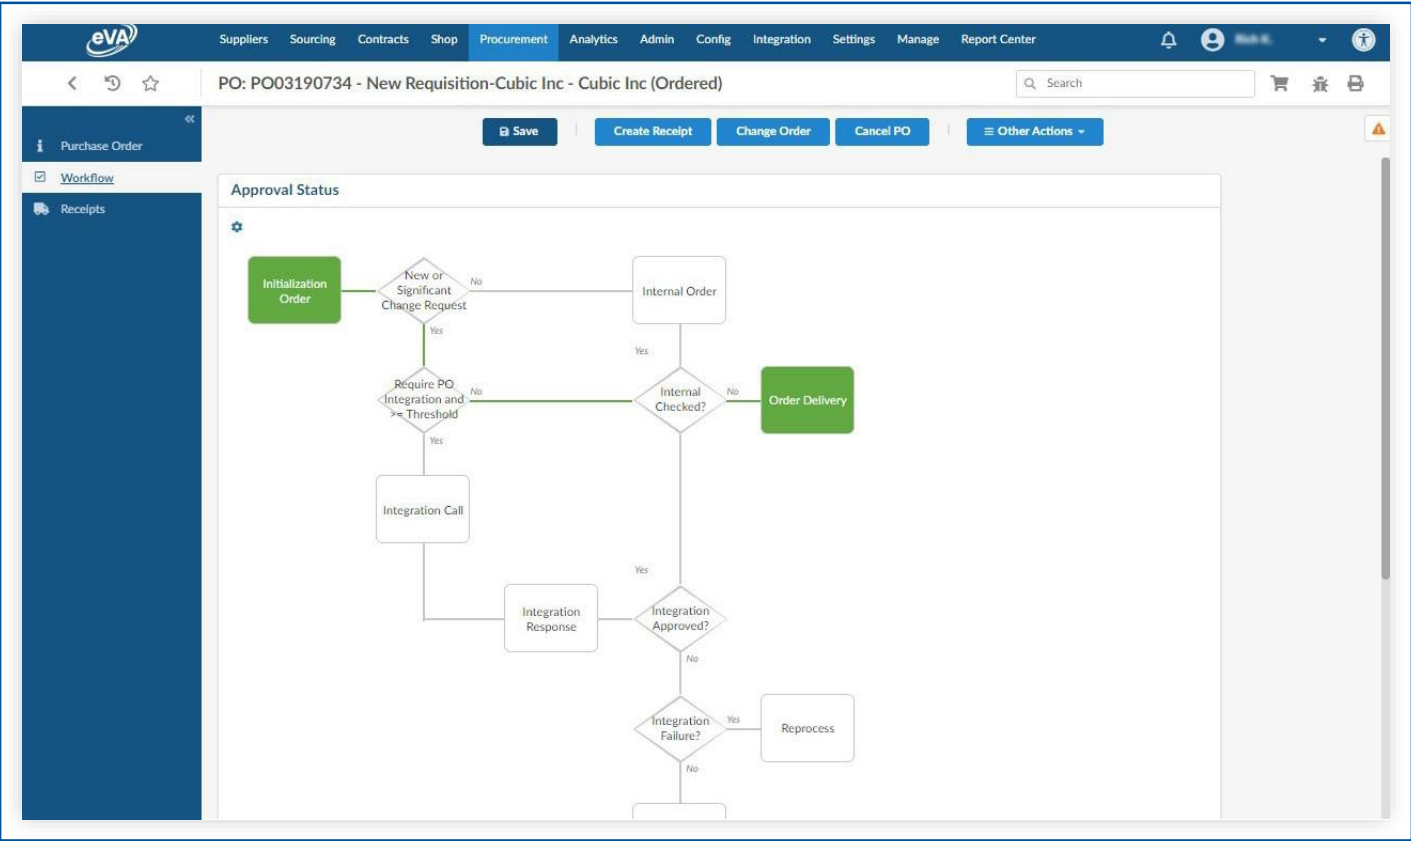 eVA
Suppliers Sourcing Contracts Shop Procurement Analytics Admin Config Integration Settings Manage Report Center
PO: PO03190734 - New Requisition-Cubic Inc - Cubic Inc (Ordered)
Search
Purchase Order
Workflow
Receipts
Save
Create Receipt
Change Order
Cancel PO
Other Actions
Approval Status
Initialization
Order
New or
Significant
Change Request
No
Internal Order
Yes
Yes
Require PO
Integration and
>= Threshold
No
Internal
Checked?
No
Order Delivery
Yes
Integration Call
Yes
Integration
Response
Integration
Approved?
No
Integration
Failure?
Yes
Reprocess
No